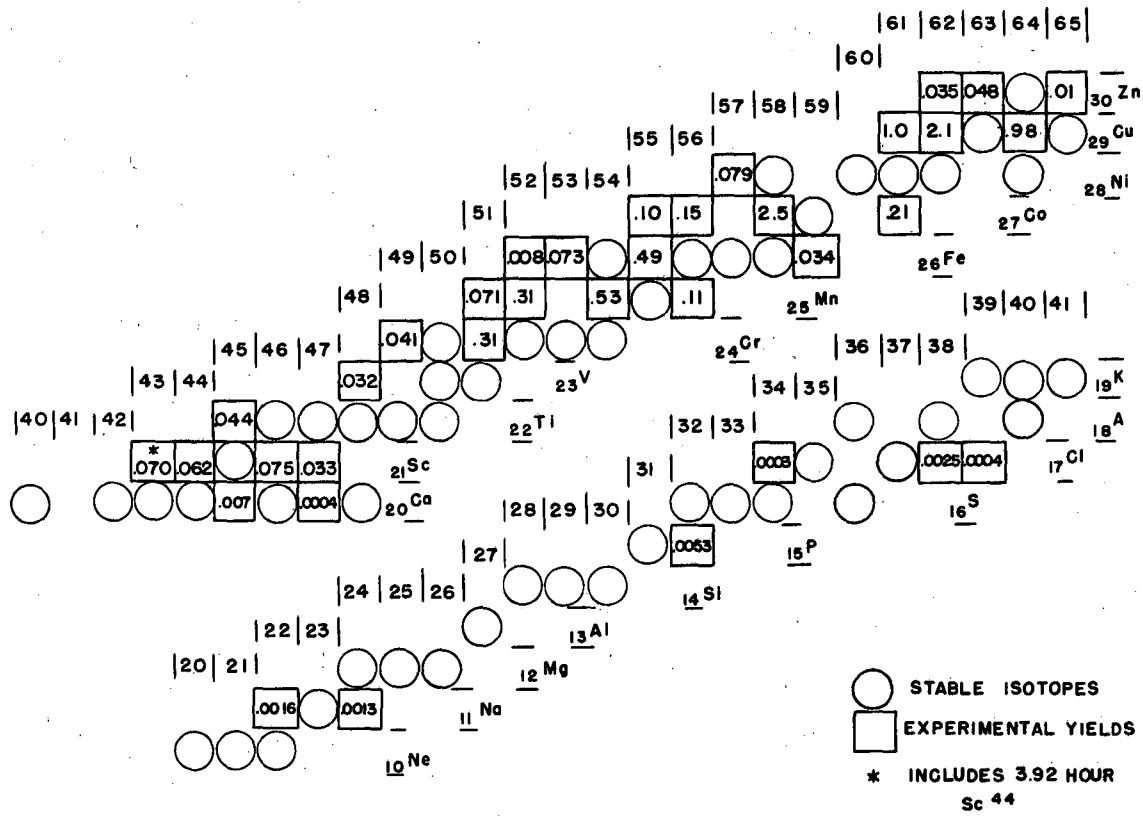 |61|62|63|64|65|
|60|
.035 .048 .01 30 Zn
|57|58|59|
1.0 2.1 .98 29 Cu
|55|56|
.079 28 Ni
|52|53|54|
.10 .15 2.5 .21 27 Co
|51|
.008 .073 .49 .034 26 Fe
|49|50|
.071 .31 .53 .11 25 Mn
|48|
.041 .31 24 Cr
|45|46|47|
.032 23 V
|43|44|
.044 22 Ti
|40|41| |42|
* .070 .062 .075 .033 21 Sc
.007 .0004 20 Ca
|39|40|41|
|36|37|38|
19 K
|34|35|
18 A
|32|33|
.0003 .0025 .0004 17 Cl
|31|
16 S
|28|29|30|
.0053 15 P
|27|
14 Si
|24|25|26|
13 Al
|22|23|
12 Mg
|20|21|
.0016 .0013 11 Na
10 Ne
STABLE ISOTOPES
EXPERIMENTAL YIELDS
* INCLUDES 3.92 HOUR
Sc 44